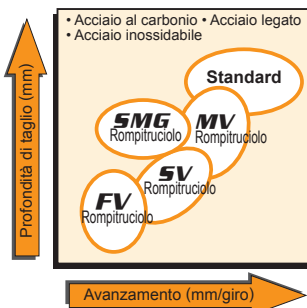 • Acciaio al carbonio • Acciaio legato
• Acciaio inossidabile
Standard
SMG
Rompitruciolo
MV
Rompitruciolo
SV
Rompitruciolo
FV
Rompitruciolo
Profondità di taglio (mm)
Avanzamento (mm/giro)